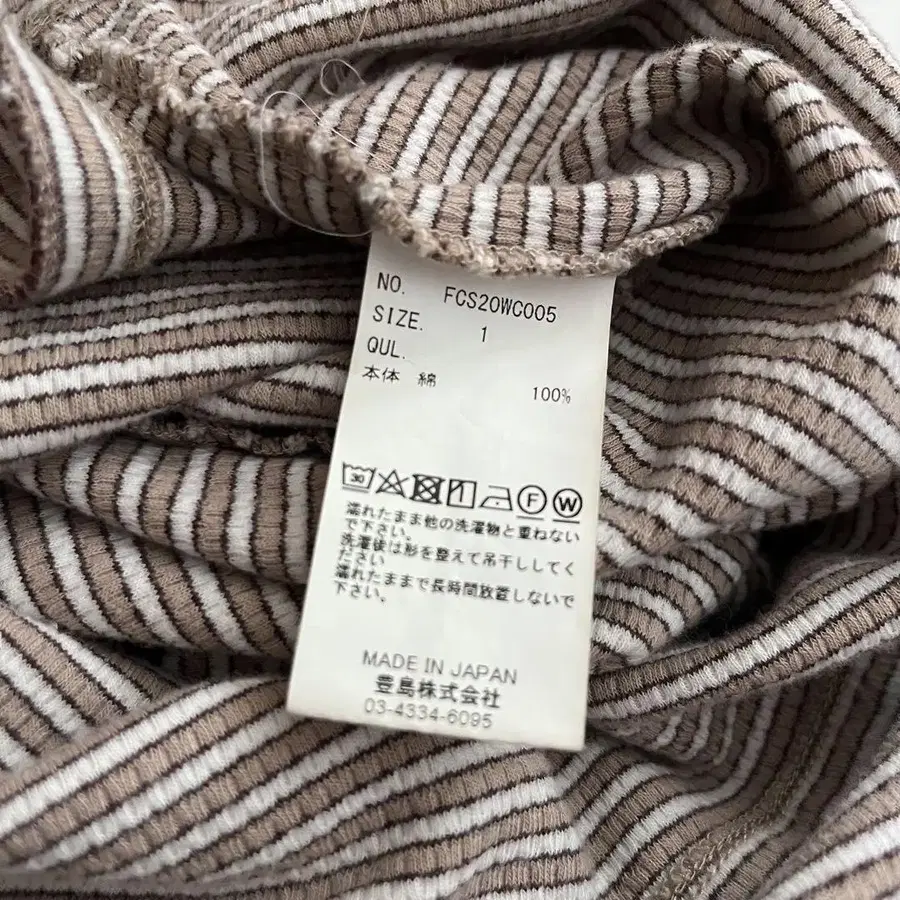 NO. FCS20WC005
SIZE. 1
QUL.
本体 綿 100%
30
F W
濡れたまま他の洗濯物と重ねない
で下さい。
洗濯後は形を整えて吊干ししてく
ださい
濡れたままで長時間放置しないで
下さい。
MADE IN JAPAN
豊島株式会社
03-4334-6095